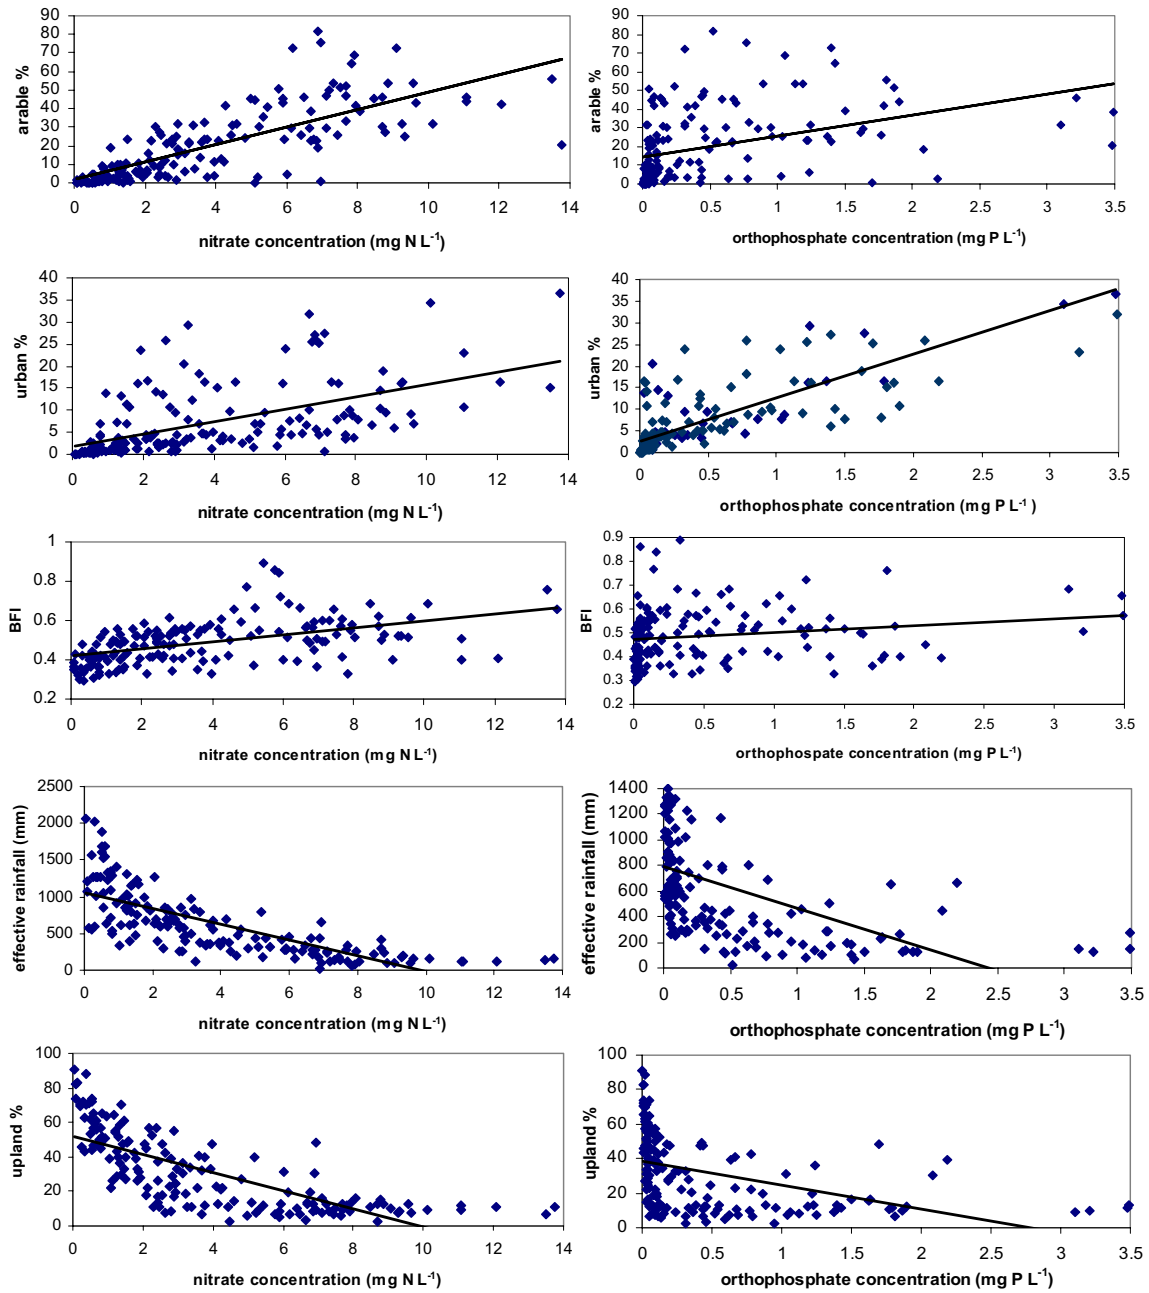 90
80
70
60
50
40
30
20
10
0
arable %
0 2 4 6 8 10 12 14
nitrate concentration (mg N L-1)
90
80
70
60
50
40
30
20
10
0
arable %
0 0.5 1 1.5 2 2.5 3 3.5
orthophosphate concentration (mg P L-1)
40
35
30
25
20
15
10
5
0
urban %
0 2 4 6 8 10 12 14
nitrate concentration (mg N L-1)
40
35
30
25
20
15
10
5
0
urban %
0 0.5 1 1.5 2 2.5 3 3.5
orthophosphate concentration (mg P L-1 )
1
0.8
0.6
0.4
0.2
BFI
0 2 4 6 8 10 12 14
nitrate concentration (mg N L-1)
0.9
0.8
0.7
0.6
0.5
0.4
0.3
0.2
BFI
0 0.5 1 1.5 2 2.5 3 3.5
orthophospate concentration (mg P L-1)
2500
2000
1500
1000
500
0
effective rainfall (mm)
0 2 4 6 8 10 12 14
nitrate concentration (mg N L-1)
1400
1200
1000
800
600
400
200
0
effective rainfall (mm)
0 0.5 1 1.5 2 2.5 3 3.5
orthophosphate concentration (mg P L-1)
100
80
60
40
20
0
upland %
0 2 4 6 8 10 12 14
nitrate concentration (mg N L-1)
100
80
60
40
20
0
upland %
0 0.5 1 1.5 2 2.5 3 3.5
orthophosphate concentration (mg P L-1)